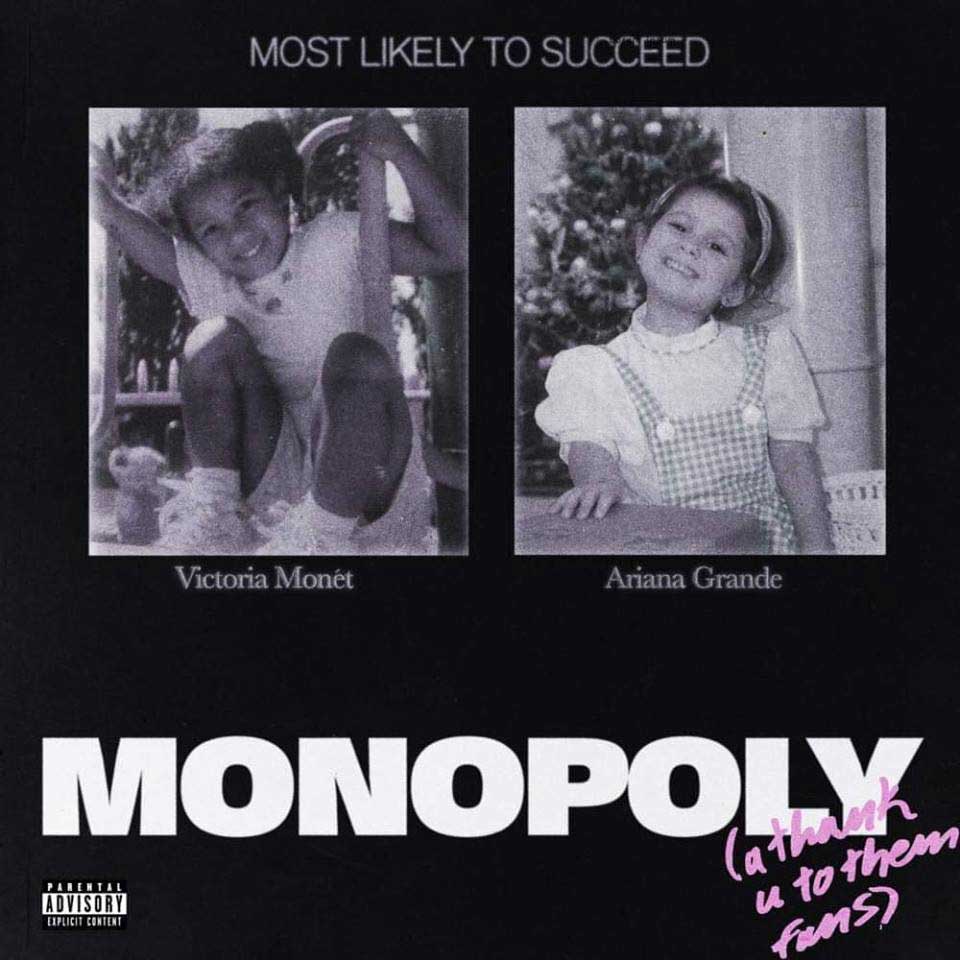 MOST LIKELY TO SUCCEED
Victoria Monét
Ariana Grande
MONOPOLY
(a thank
u to them
fans)
PARENTAL
ADVISORY
EXPLICIT CONTENT